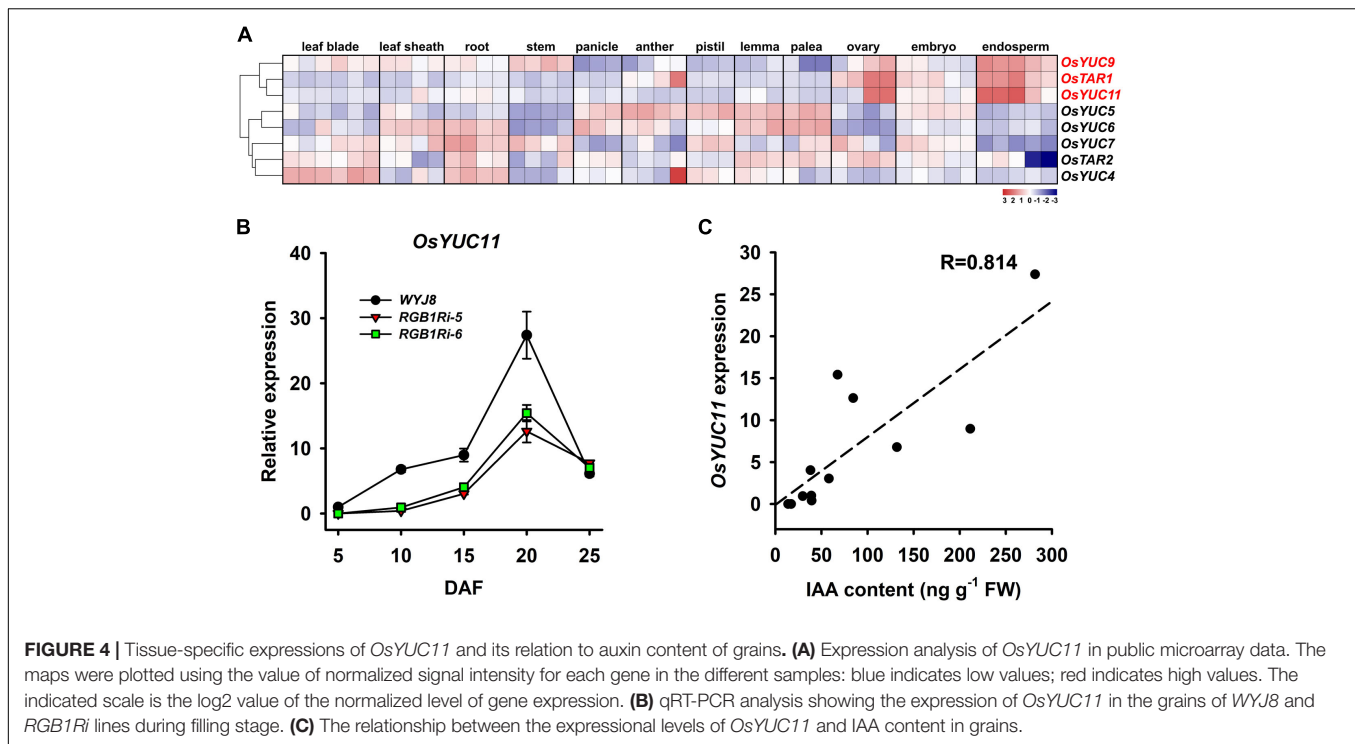 A
leaf blade leaf sheath root stem panicle anther pistil lemma palea ovary embryo endosperm
OsYUC9
OsTAR1
OsYUC11
OsYUC5
OsYUC6
OsYUC7
OsTAR2
OsYUC4
3 2 1 0 -1 -2 -3
B
OsYUC11
40
30
20
10
0
Relative expression
WYJ8
RGB1Ri-5
RGB1Ri-6
5 10 15 20 25
DAF
C
R=0.814
30
25
20
15
10
5
0
OsYUC11 expression
0 50 100 150 200 250 300
IAA content (ng g⁻¹ FW)
FIGURE 4 | Tissue-specific expressions of OsYUC11 and its relation to auxin content of grains. (A) Expression analysis of OsYUC11 in public microarray data. The
maps were plotted using the value of normalized signal intensity for each gene in the different samples: blue indicates low values; red indicates high values. The
indicated scale is the log2 value of the normalized level of gene expression. (B) qRT-PCR analysis showing the expression of OsYUC11 in the grains of WYJ8 and
RGB1Ri lines during filling stage. (C) The relationship between the expressional levels of OsYUC11 and IAA content in grains.